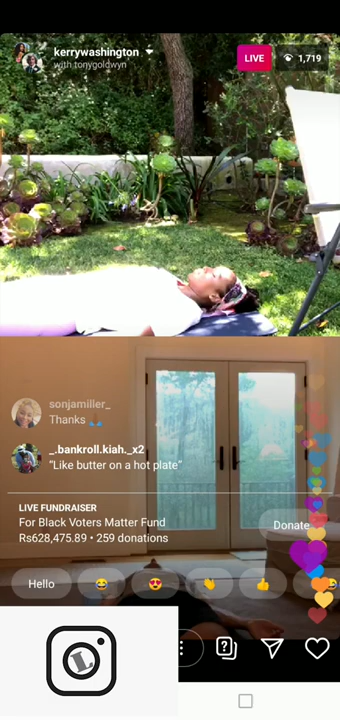 kerrywashington
with tonygoldwyn
LIVE
1,719
sonjamiller_
Thanks 🙏
_.bankroll.kiah._x2
“Like butter on a hot plate”
LIVE FUNDRAISER
For Black Voters Matter Fund
Rs628,475.89 • 259 donations
Donate
Hello
L